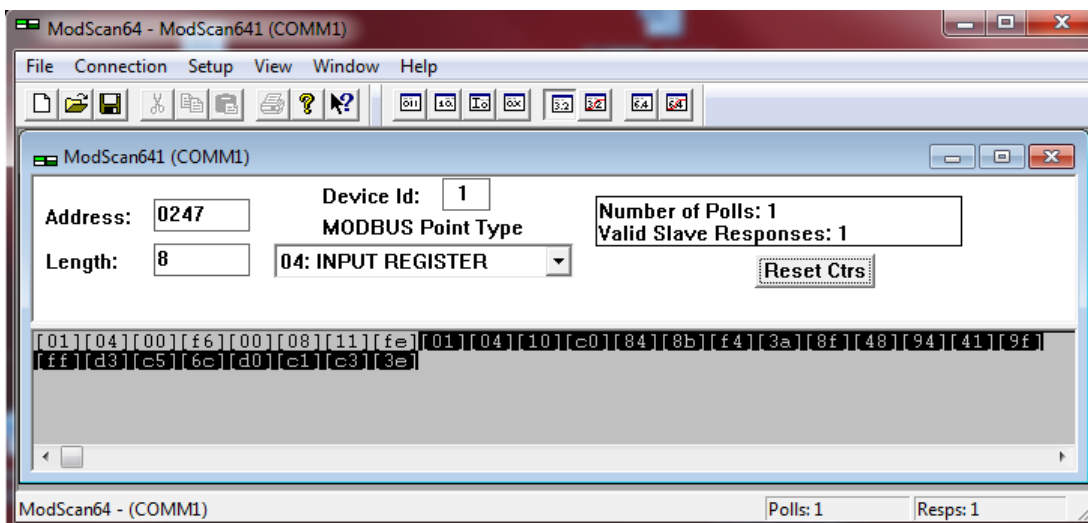 ModScan64 - ModScan641 (COMM1)
File Connection Setup View Window Help
ModScan641 (COMM1)
Device Id: 1
Address: 0247
MODBUS Point Type
Length: 8
04: INPUT REGISTER
Number of Polls: 1
Valid Slave Responses: 1
Reset Ctrs
[01][04][00][f6][00][08][11][fe][01][04][10][c0][84][8b][f4][3a][8f][48][94][41][9f]
[ff][d3][c5][6c][d0][c1][c3][3e]
ModScan64 - (COMM1)
Polls: 1
Resps: 1